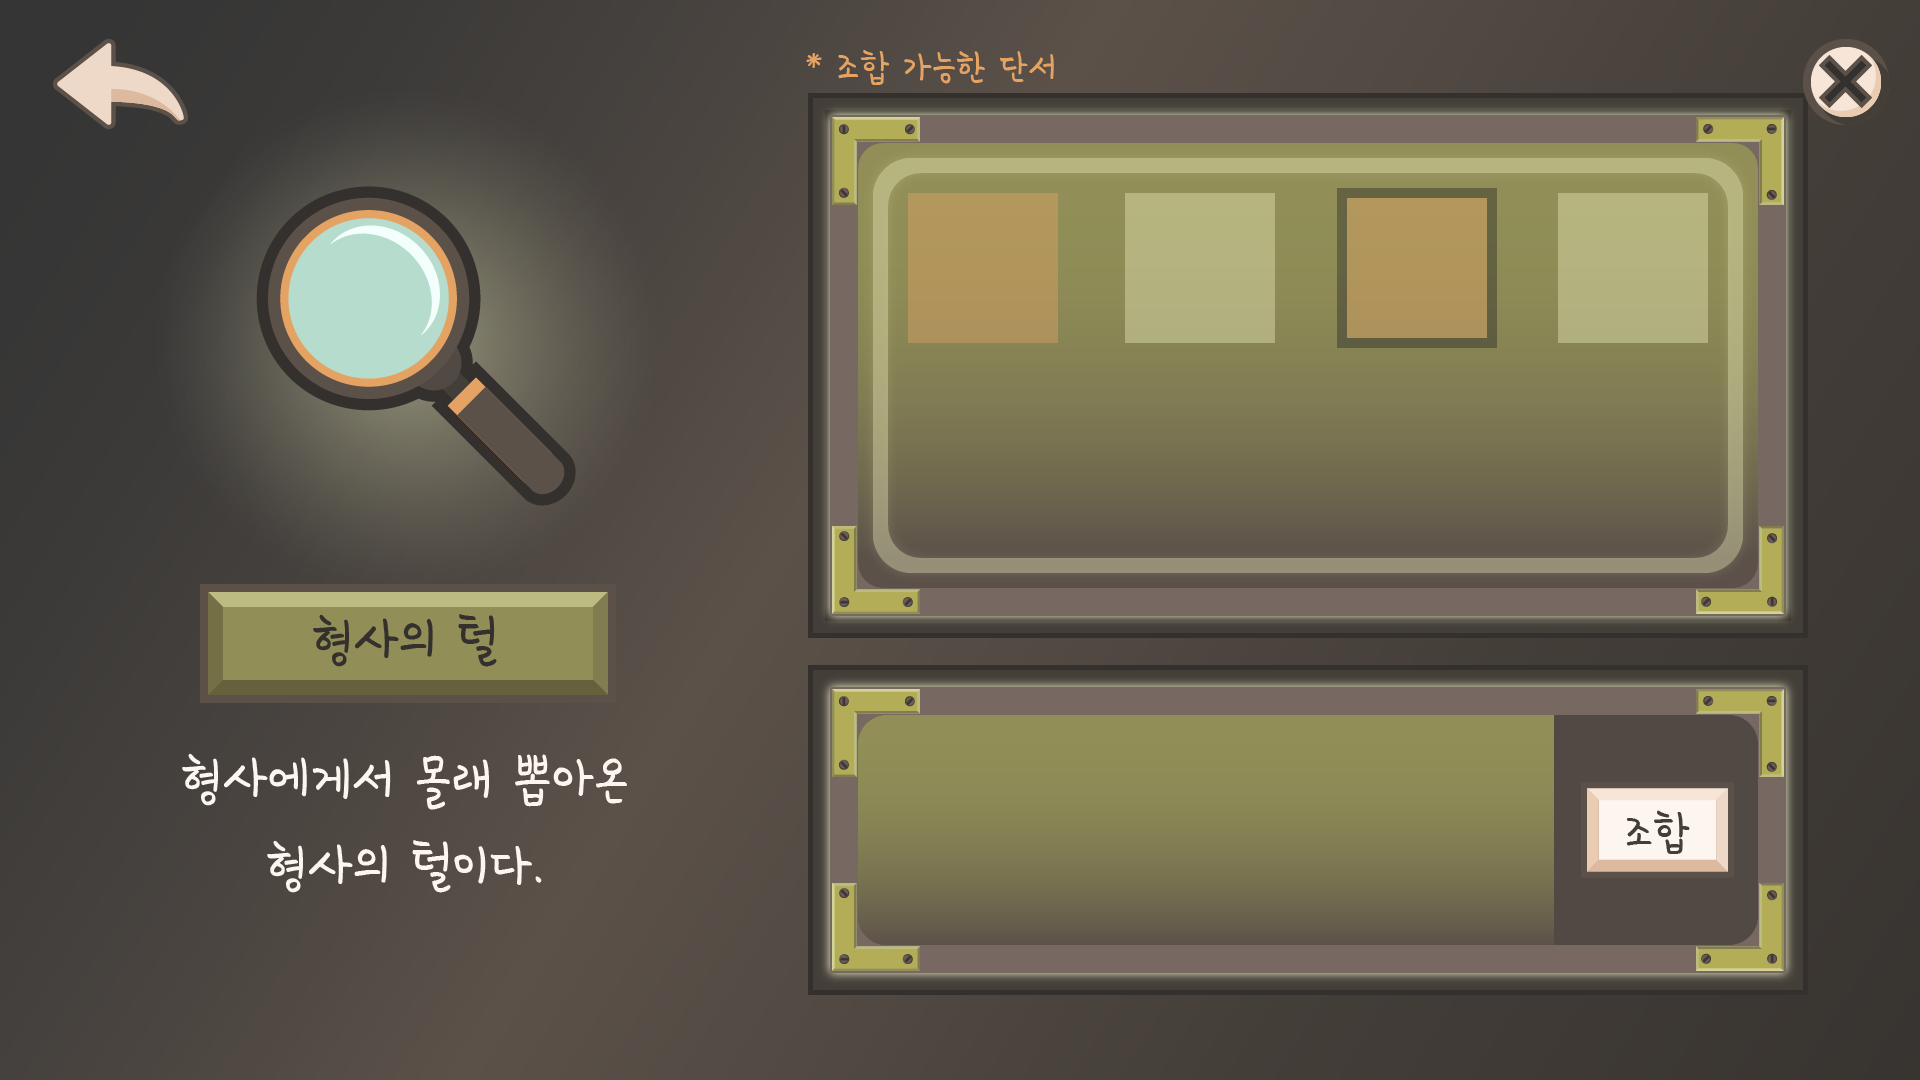 * 조합 가능한 단서
형사의 털
형사에게서 몰래 뽑아온
형사의 털이다.
조합